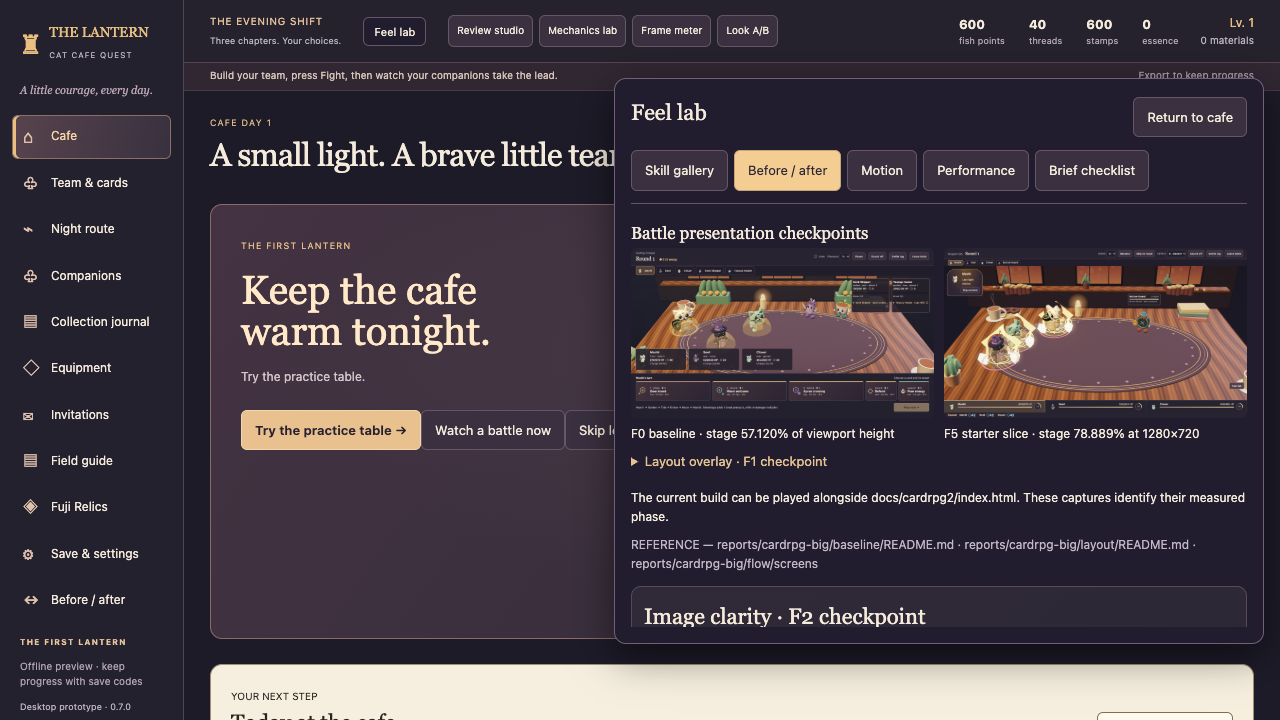 THE LANTERN
CAT CAFE QUEST
A little courage, every day.
Cafe
Team & cards
Night route
Companions
Collection journal
Equipment
Invitations
Field guide
Fuji Relics
Save & settings
Before / after
THE FIRST LANTERN
Offline preview · keep
progress with save codes
Desktop prototype · 0.7.0
THE EVENING SHIFT
Three chapters. Your choices.
Feel lab
Review studio
Mechanics lab
Frame meter
Look A/B
600
fish points
40
threads
600
stamps
0
essence
Lv. 1
0 materials
Build your team, press Fight, then watch your companions take the lead.
Export to keep progress
CAFE DAY 1
A small light. A brave little tea
THE FIRST LANTERN
Keep the cafe
warm tonight.
Try the practice table.
Try the practice table →
Watch a battle now
Skip l
YOUR NEXT STEP
Today at the cafe
Feel lab
Return to cafe
Skill gallery
Before / after
Motion
Performance
Brief checklist
Battle presentation checkpoints
F0 baseline · stage 57.120% of viewport height
F5 starter slice · stage 78.889% at 1280×720
Layout overlay · F1 checkpoint
The current build can be played alongside docs/cardrpg2/index.html. These captures identify their measured
phase.
REFERENCE — reports/cardrpg-big/baseline/README.md · reports/cardrpg-big/layout/README.md ·
reports/cardrpg-big/flow/screens
Image clarity · F2 checkpoint